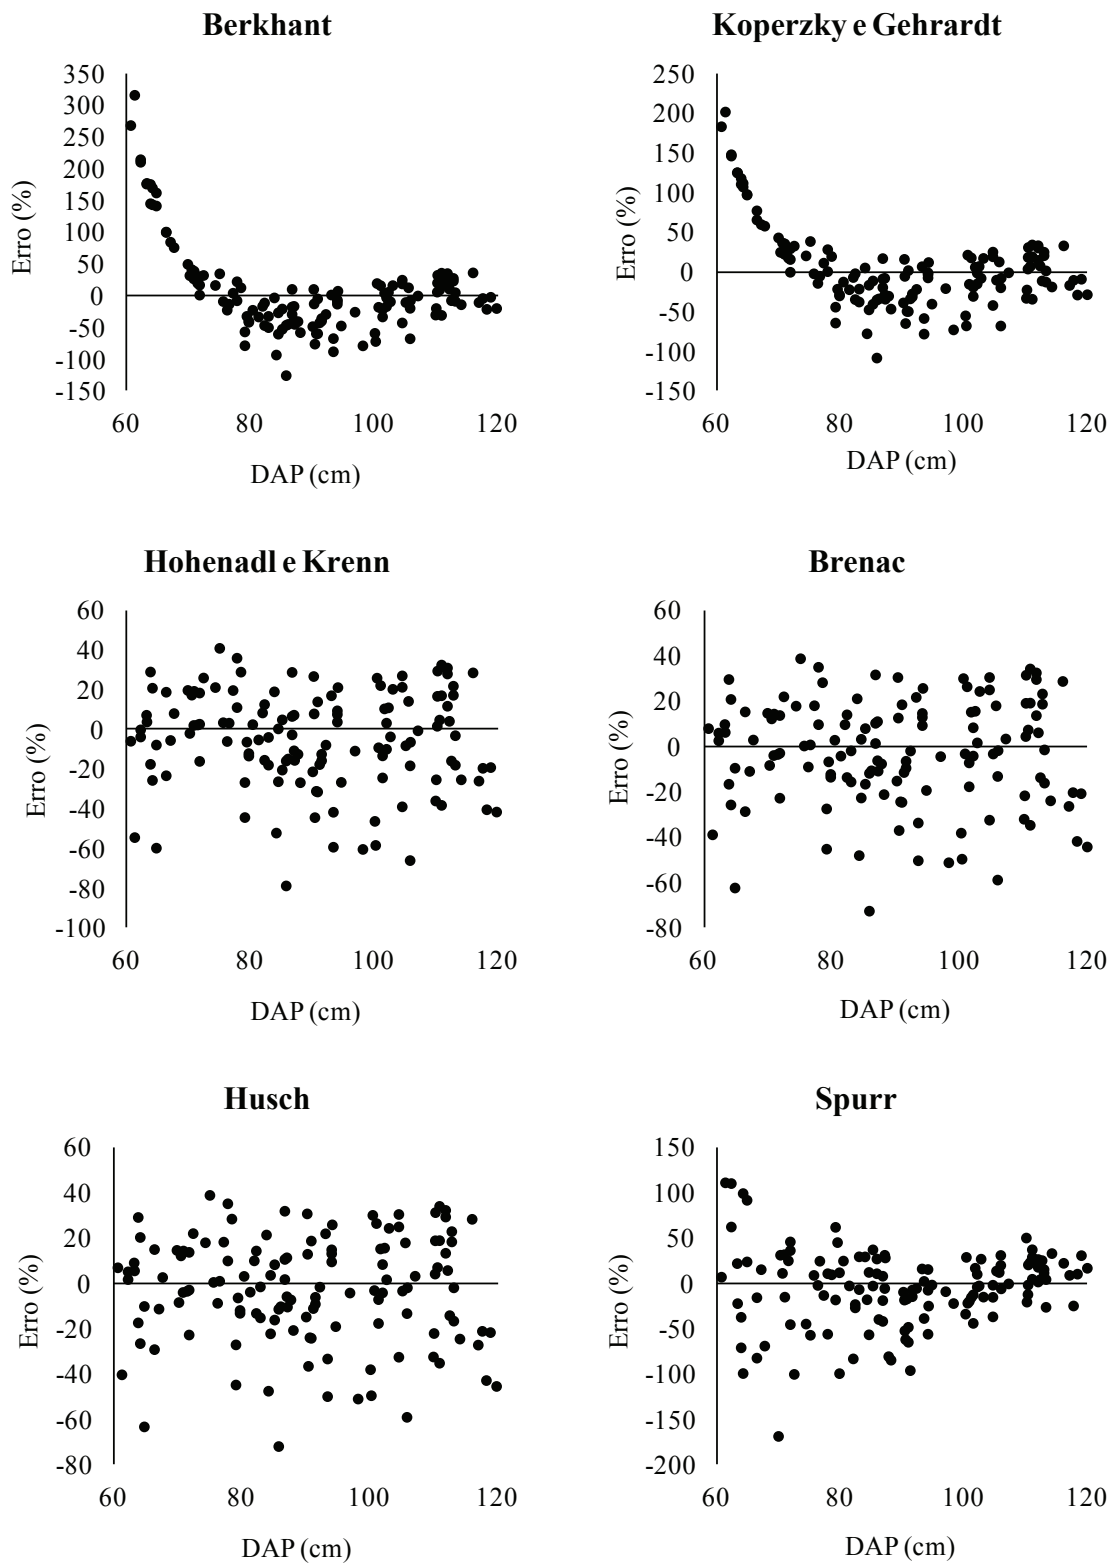 Berkhant
350
300
250
200
150
100
50
0
-50
-100
-150
Erro (%)
60 80 100 120
DAP (cm)
Koperzky e Gehrardt
250
200
150
100
50
0
-50
-100
-150
Erro (%)
60 80 100 120
DAP (cm)
Hohenadl e Krenn
60
40
20
0
-20
-40
-60
-80
-100
Erro (%)
60 80 100 120
DAP (cm)
Brenac
60
40
20
0
-20
-40
-60
-80
Erro (%)
60 80 100 120
DAP (cm)
Husch
60
40
20
0
-20
-40
-60
-80
Erro (%)
60 80 100 120
DAP (cm)
Spurr
150
100
50
0
-50
-100
-150
-200
Erro (%)
60 80 100 120
DAP (cm)